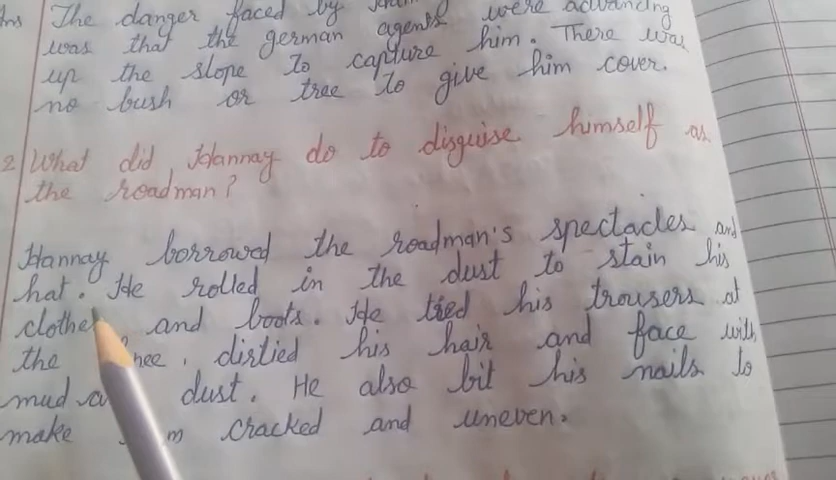 Ans The danger faced by were advancing
was that the german agents
up the slope to capture him. There was
no bush or tree to give him cover.
2 What did Hannay do to disguise himself as
the roadman?
Hannay borrowed the roadman's spectacles and
hat. He rolled in the dust to stain his
clothes and boots. He tied his trousers at
the dirtied his hair and face with
mud dust. He also bit his nails to
make cracked and uneven.